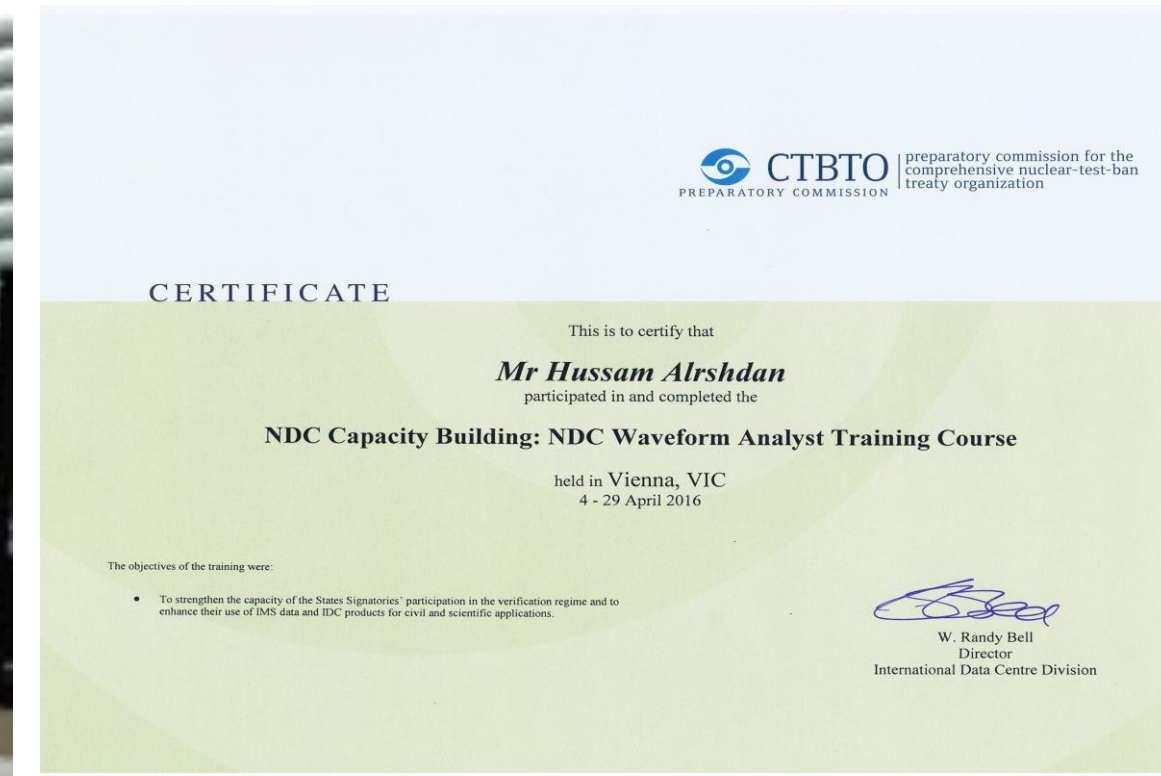 CTBTO
PREPARATORY COMMISSION
preparatory commission for the
comprehensive nuclear-test-ban
treaty organization
CERTIFICATE
This is to certify that
Mr Hussam Alrshdan
participated in and completed the
NDC Capacity Building: NDC Waveform Analyst Training Course
held in Vienna, VIC
4 - 29 April 2016
The objectives of the training were:
• To strengthen the capacity of the States Signatories' participation in the verification regime and to
enhance their use of IMS data and IDC products for civil and scientific applications.
W. Randy Bell
Director
International Data Centre Division